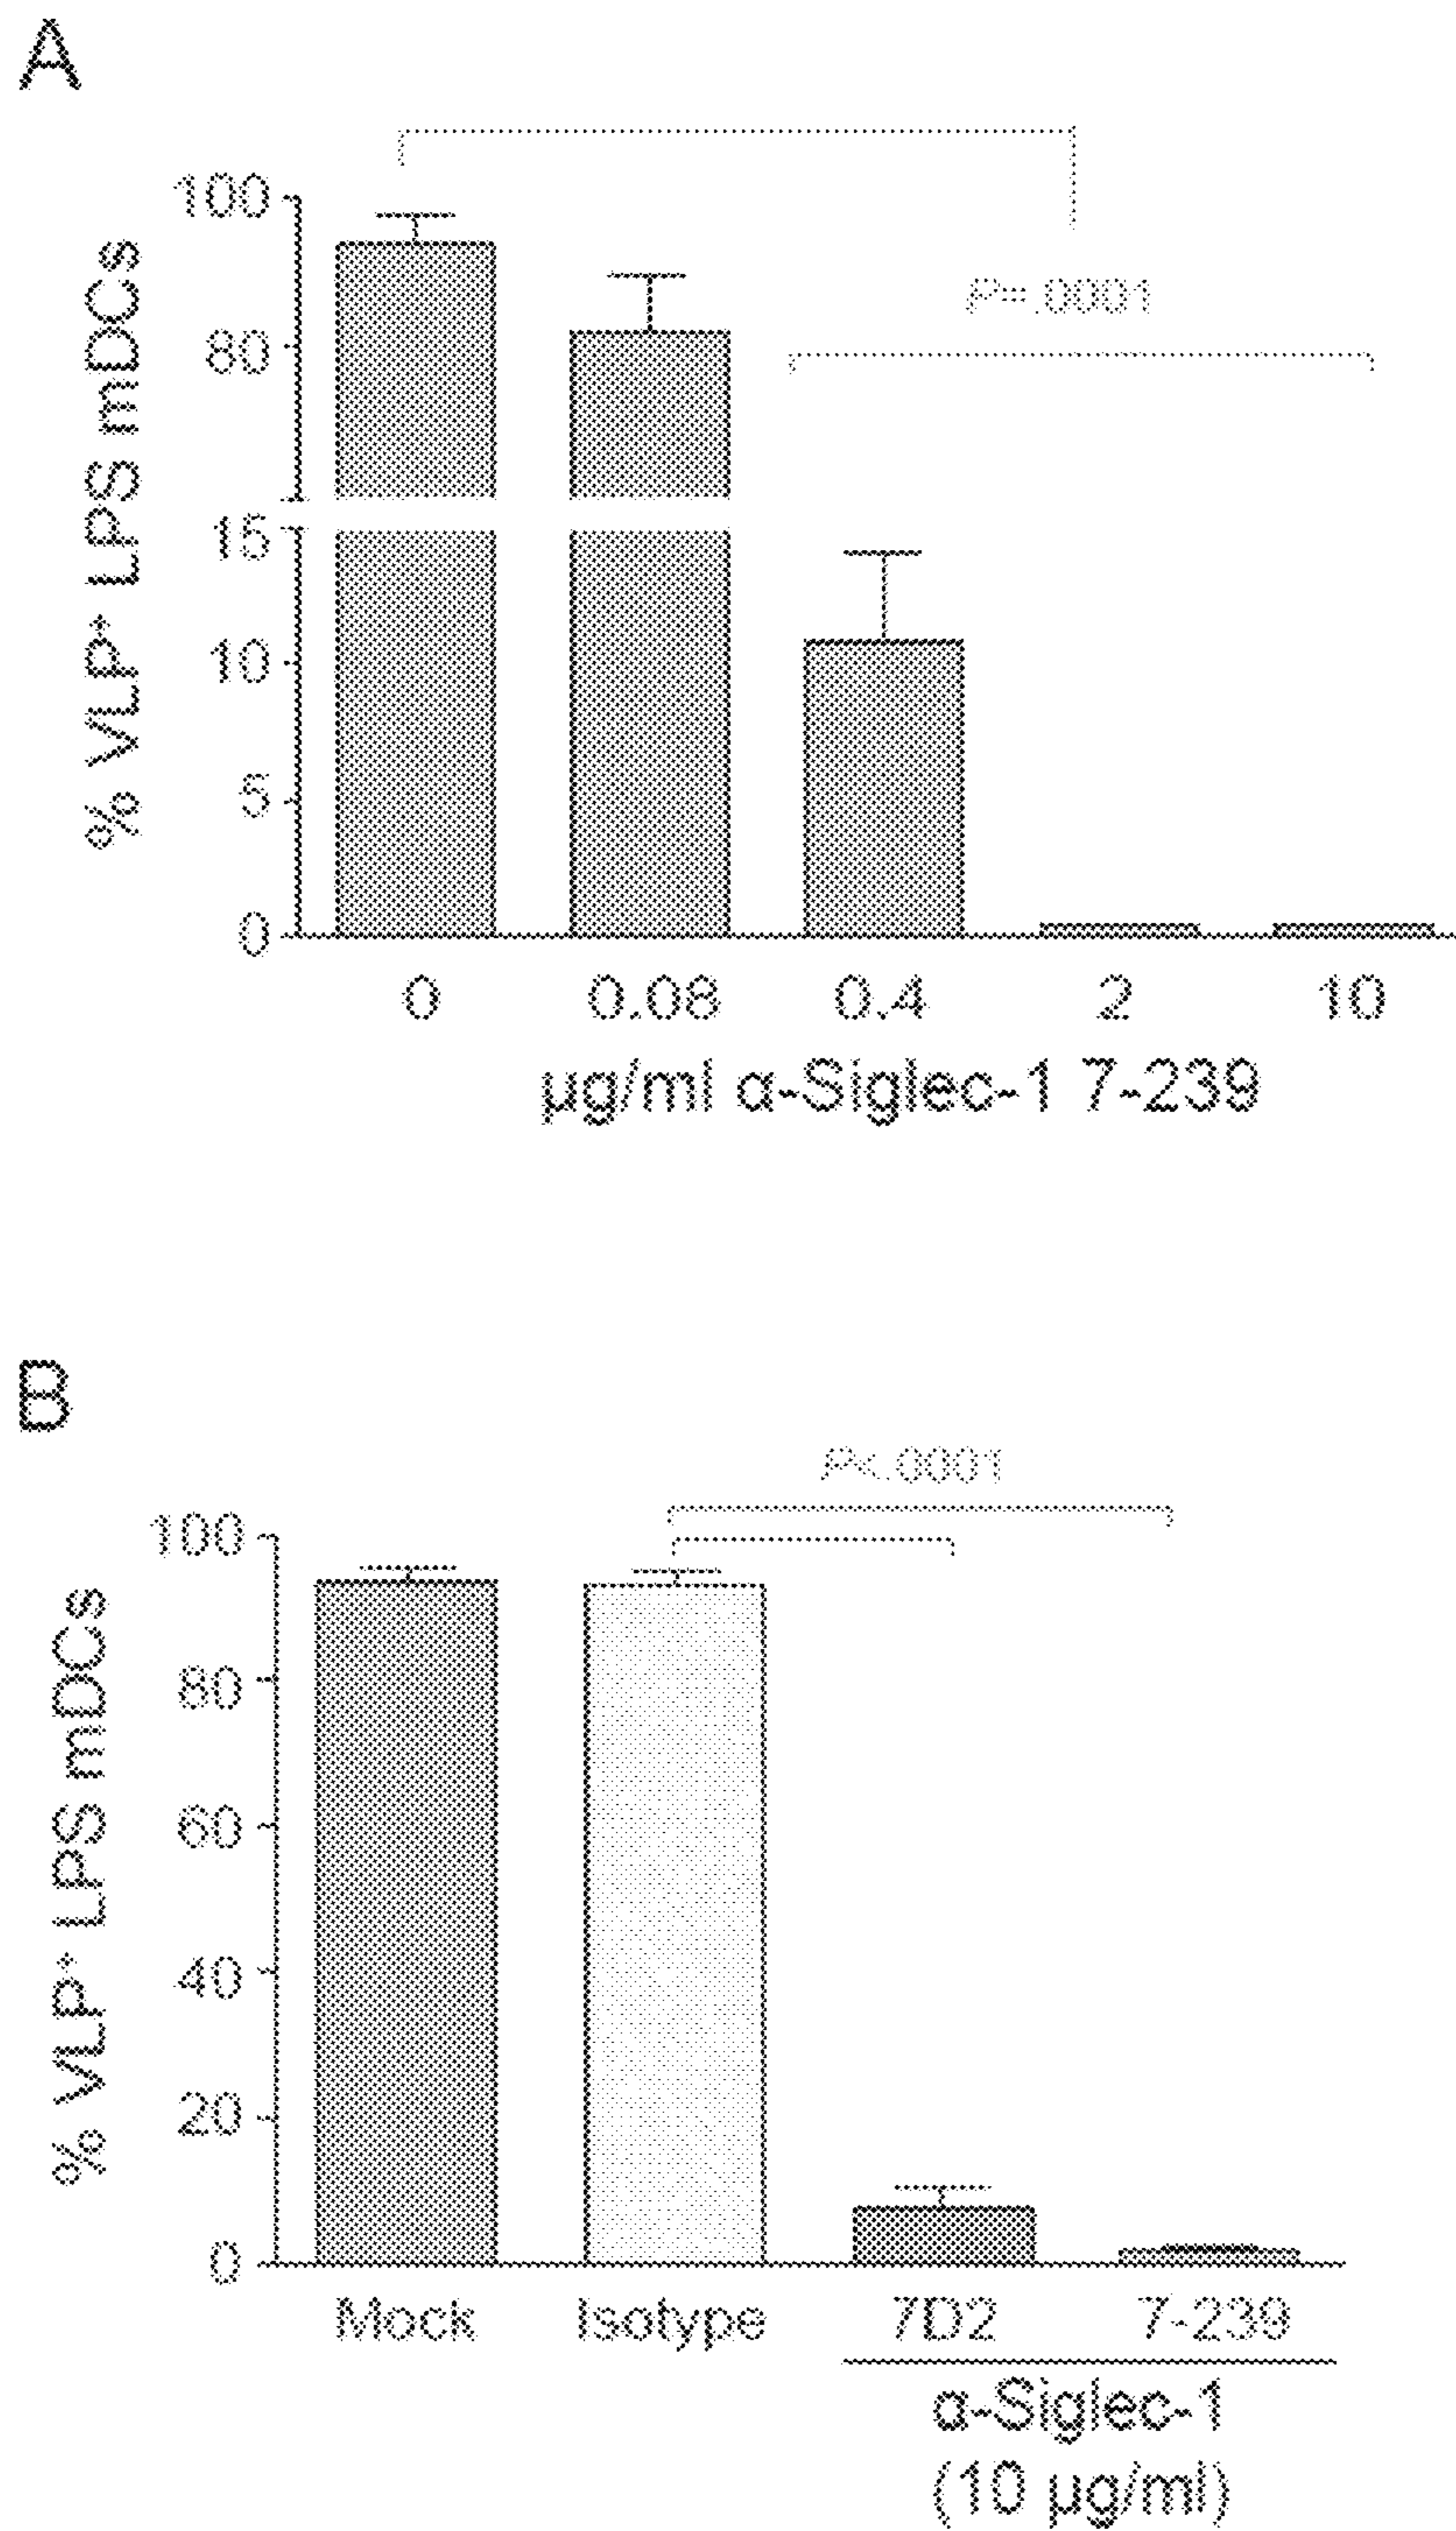 A
% VLP⁺ LPS mDCs
100
80
15
10
5
0
P=.0001
0 0.08 0.4 2 10
µg/ml α-Siglec-1 7-239
B
% VLP⁺ LPS mDCs
100
80
60
40
20
0
P<.0001
Mock Isotype 7D2 7-239
α-Siglec-1
(10 µg/ml)